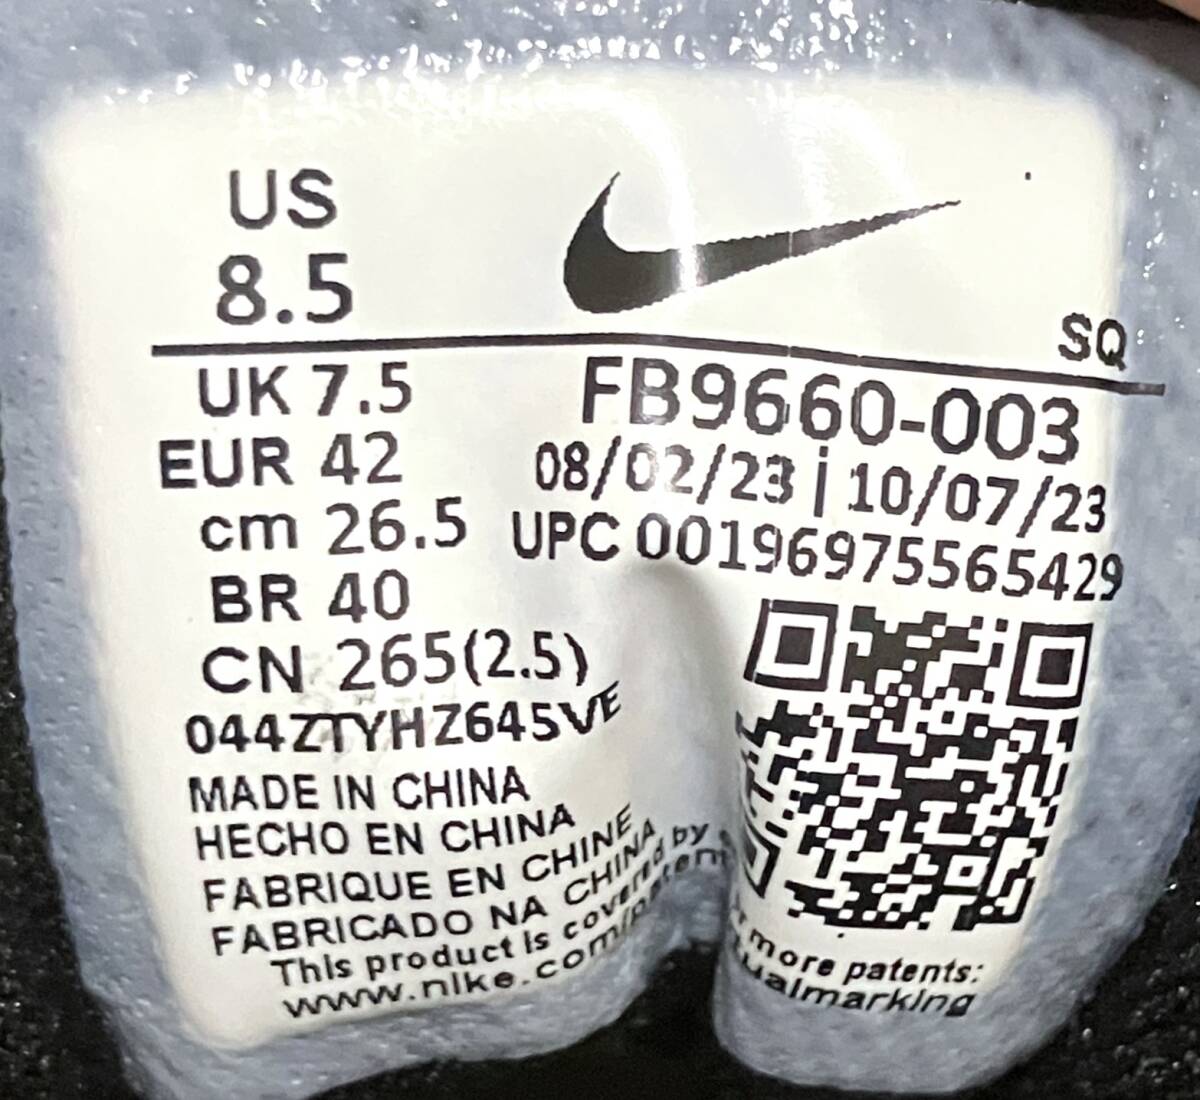 US
8.5
SQ
UK 7.5
FB9660-003
EUR 42
08/02/23 | 10/07/23
cm 26.5
UPC 00196975565429
BR 40
CN 265(2.5)
044ZTYHZ645VE
MADE IN CHINA
HECHO EN CHINA
FABRIQUE EN CHINE
FABRICADO NA CHINA
This product is covered by
www.nike.com/patent
more patents: